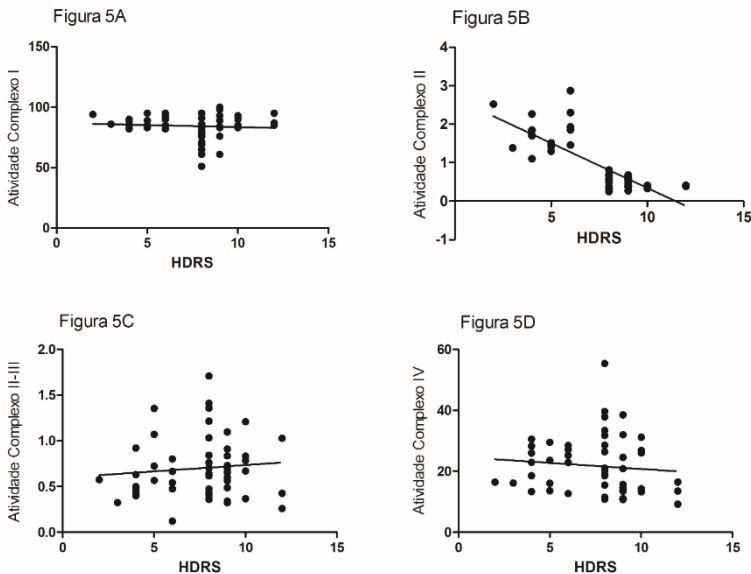 Figura 5A
Atividade Complexo I
150
100
50
0
0 5 10 15
HDRS
Figura 5B
Atividade Complexo II
4
3
2
1
0
-1
5 10 15
HDRS
Figura 5C
Atividade Complexo II-III
2.0
1.5
1.0
0.5
0.0
0 5 10 15
HDRS
Figura 5D
Atividade Complexo IV
60
40
20
0
0 5 10 15
HDRS